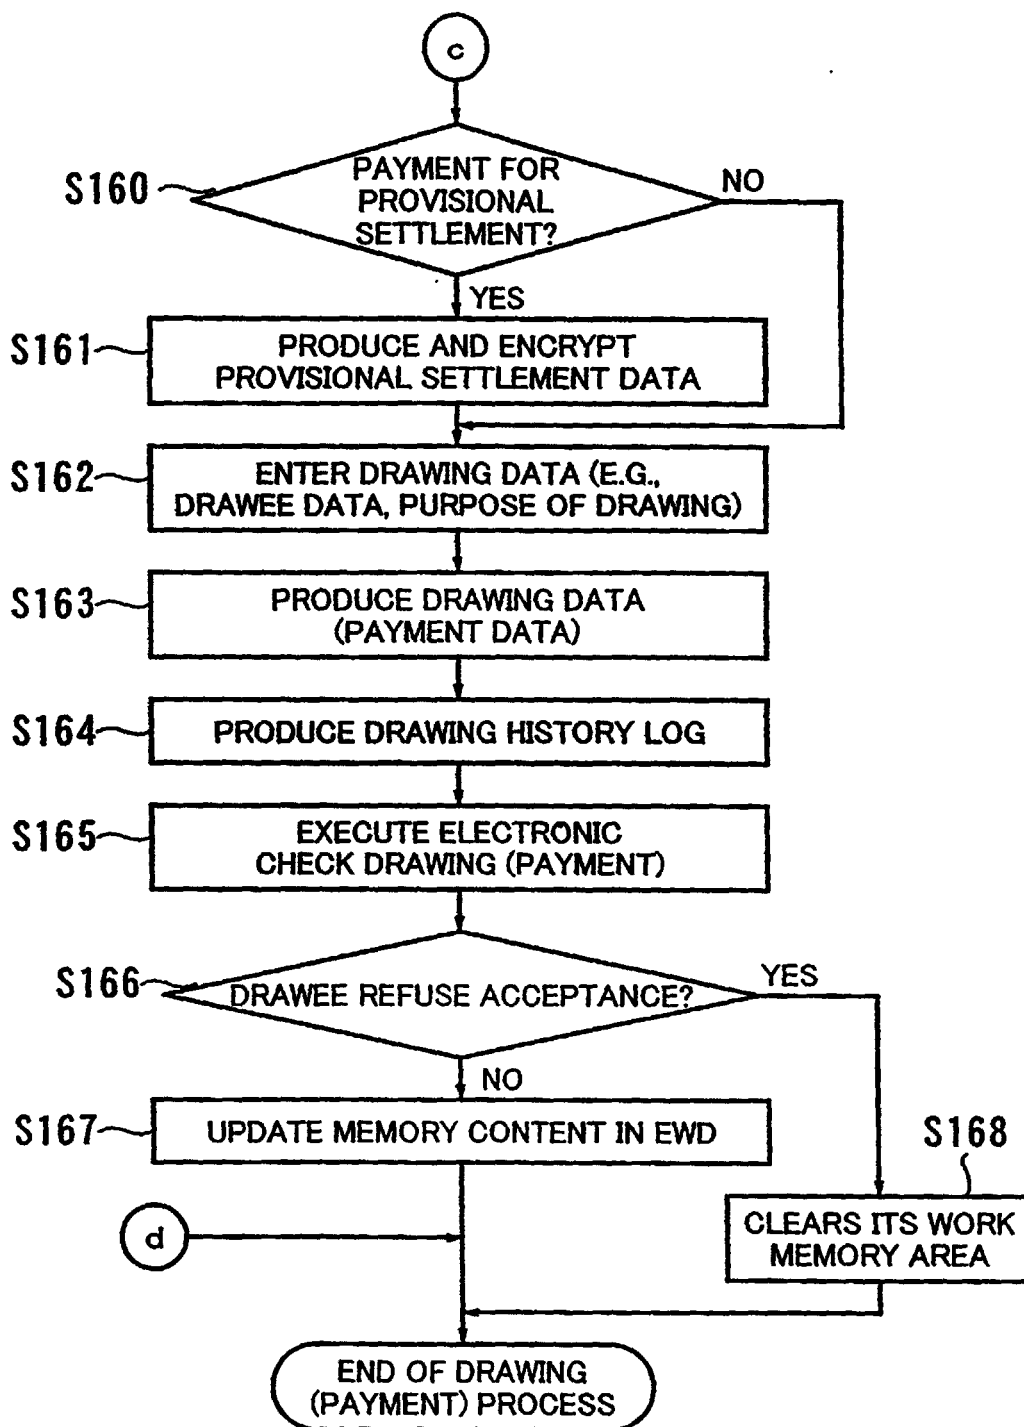 c
S160
PAYMENT FOR
PROVISIONAL
SETTLEMENT?
NO
YES
S161
PRODUCE AND ENCRYPT
PROVISIONAL SETTLEMENT DATA
S162
ENTER DRAWING DATA (E.G.,
DRAWEE DATA, PURPOSE OF DRAWING)
S163
PRODUCE DRAWING DATA
(PAYMENT DATA)
S164
PRODUCE DRAWING HISTORY LOG
S165
EXECUTE ELECTRONIC
CHECK DRAWING (PAYMENT)
S166
DRAWEE REFUSE ACCEPTANCE?
YES
NO
S167
UPDATE MEMORY CONTENT IN EWD
S168
CLEARS ITS WORK
MEMORY AREA
d
END OF DRAWING
(PAYMENT) PROCESS